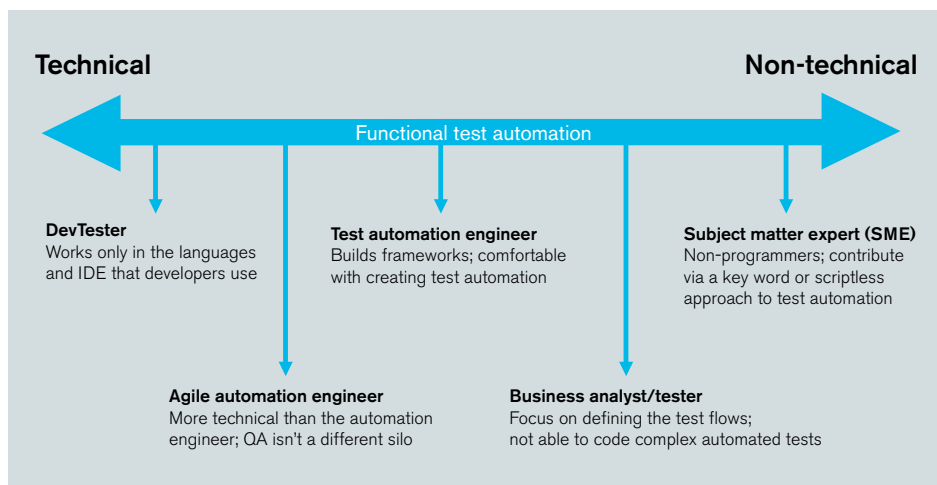 Technical
Non-technical
Functional test automation
DevTester
Works only in the languages
and IDE that developers use
Test automation engineer
Builds frameworks; comfortable
with creating test automation
Subject matter expert (SME)
Non-programmers; contribute
via a key word or scriptless
approach to test automation
Agile automation engineer
More technical than the automation
engineer; QA isn't a different silo
Business analyst/tester
Focus on defining the test flows;
not able to code complex automated tests